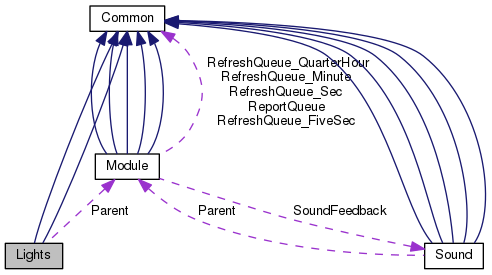 Common
RefreshQueue_QuarterHour
RefreshQueue_Minute
RefreshQueue_Sec
ReportQueue
RefreshQueue_FiveSec
Module
Parent
Parent
SoundFeedback
Lights
Sound